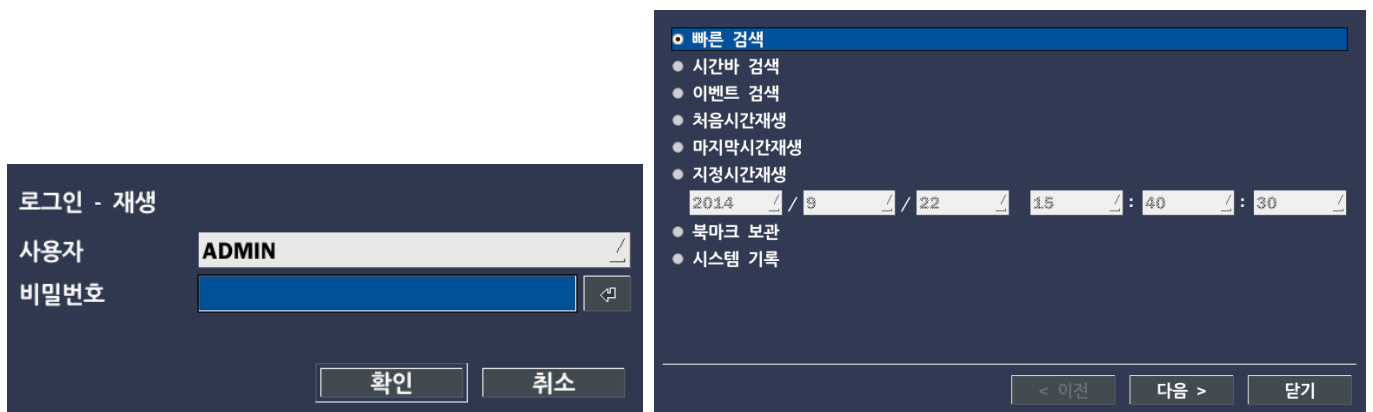 로그인 - 재생
사용자 ADMIN
비밀번호
확인 취소
빠른 검색
시간바 검색
이벤트 검색
처음시간재생
마지막시간재생
지정시간재생
2014 / 9 / 22 15 : 40 : 30
북마크 보관
시스템 기록
< 이전 다음 > 닫기